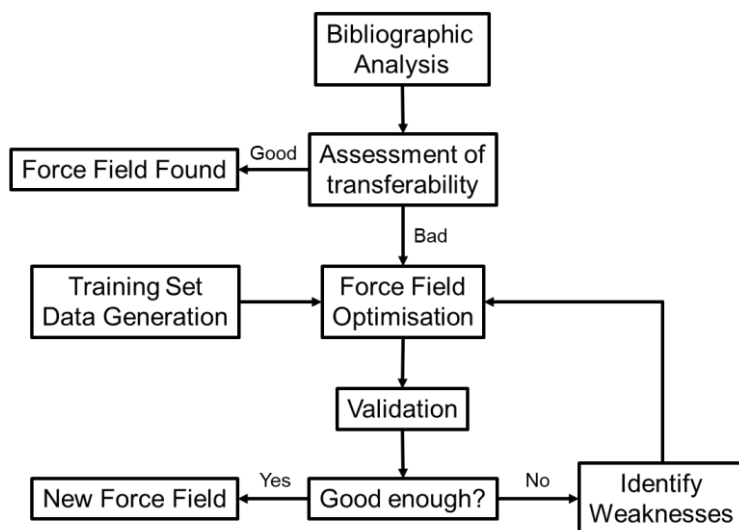 Bibliographic
Analysis
Good
Force Field Found
Assessment of
transferability
Bad
Training Set
Data Generation
Force Field
Optimisation
Validation
Yes
New Force Field
Good enough?
No
Identify
Weaknesses